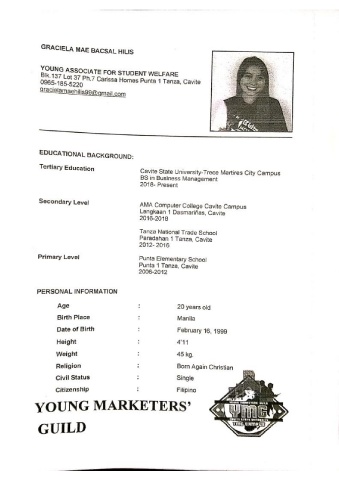 GRACIELA MAE BACSAL HILIS
YOUNG ASSOCIATE FOR STUDENT WELFARE
Blk.137 Lot 37 Ph.7 Carissa Homes Punta 1 Tanza, Cavite
0965-185-5220
gracielamaehilis99@gmail.com
EDUCATIONAL BACKGROUND:
Tertiary Education Cavite State University-Trece Martires City Campus
BS in Business Management
2018- Present
Secondary Level AMA Computer College Cavite Campus
Langkaan 1 Dasmariñas, Cavite
2016-2018
Tanza National Trade School
Paradahan 1 Tanza, Cavite
2012- 2016
Primary Level Punta Elementary School
Punta 1 Tanza, Cavite
2006-2012
PERSONAL INFORMATION
Age : 20 years old
Birth Place : Manila
Date of Birth : February 16, 1999
Height : 4'11
Weight : 45 kg.
Religion : Born Again Christian
Civil Status : Single
Citizenship : Filipino
YOUNG MARKETERS'
GUILD
YMG